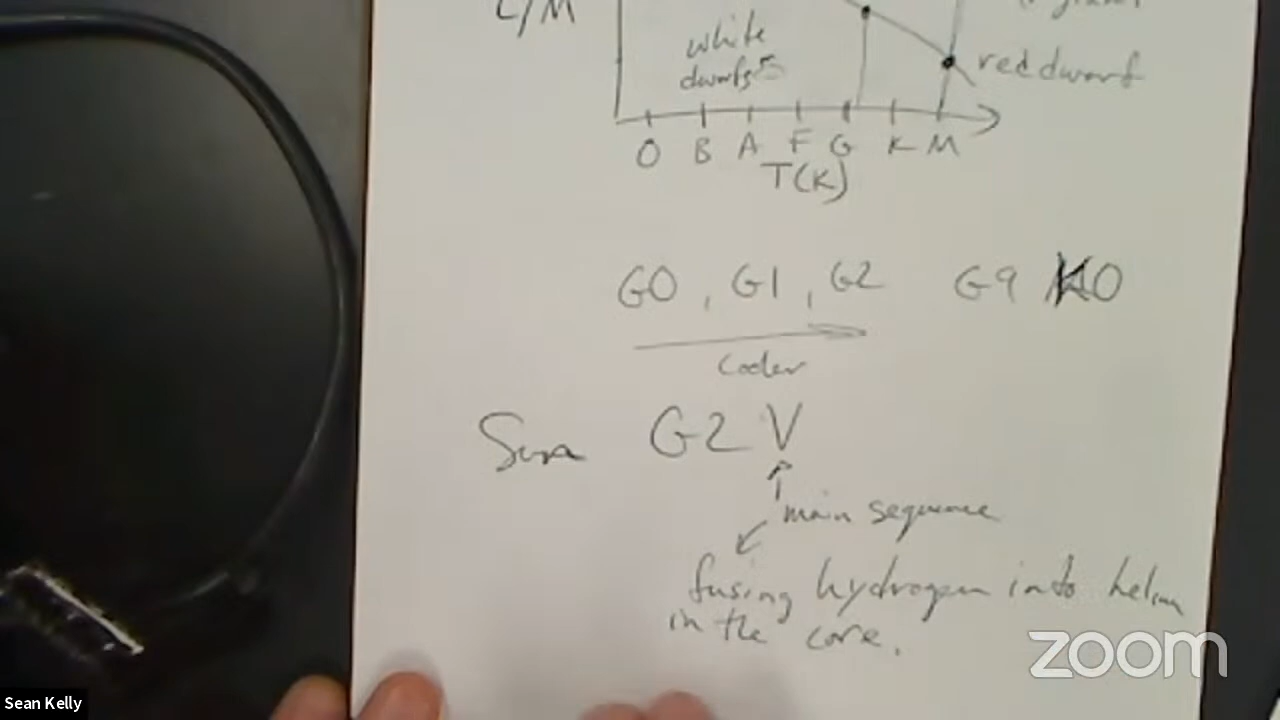 L/M
white
dwarfs
red dwarf
O B A F G K M
T(K)
G0, G1, G2 G9 K0
cooler
Sun G2 V
main sequence
fusing hydrogen into helium
in the core.
zoom
Sean Kelly